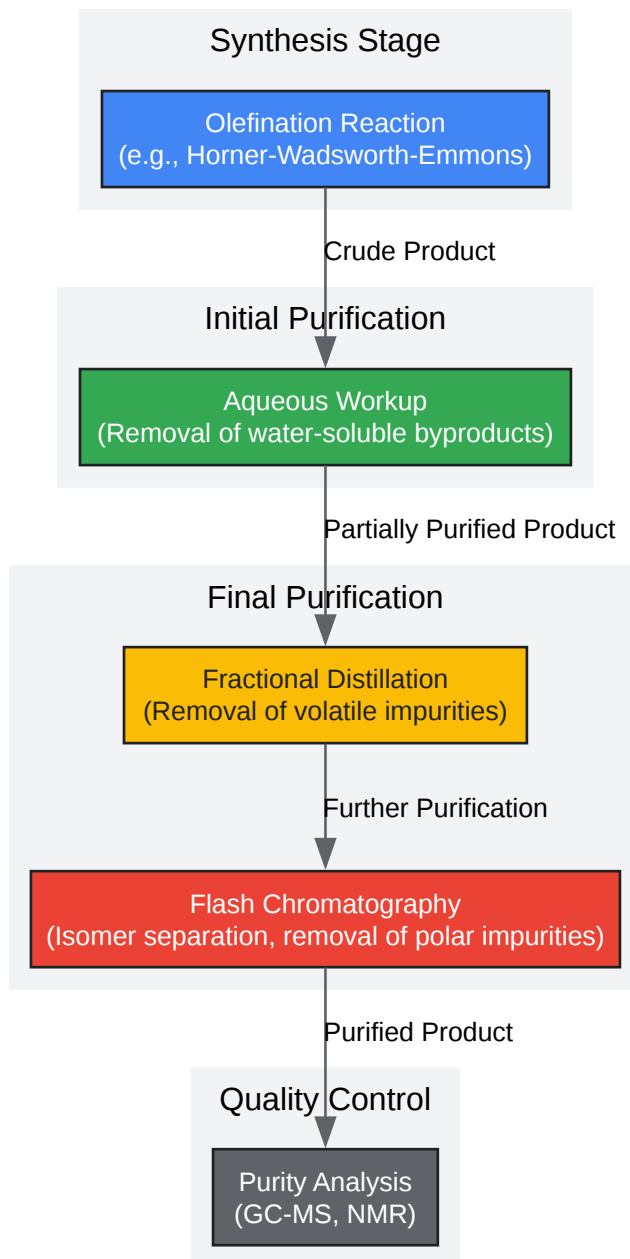 Synthesis Stage
Olefination Reaction
(e.g., Horner-Wadsworth-Emmons)
Crude Product
Initial Purification
Aqueous Workup
(Removal of water-soluble byproducts)
Partially Purified Product
Final Purification
Fractional Distillation
(Removal of volatile impurities)
Further Purification
Flash Chromatography
(Isomer separation, removal of polar impurities)
Purified Product
Quality Control
Purity Analysis
(GC-MS, NMR)